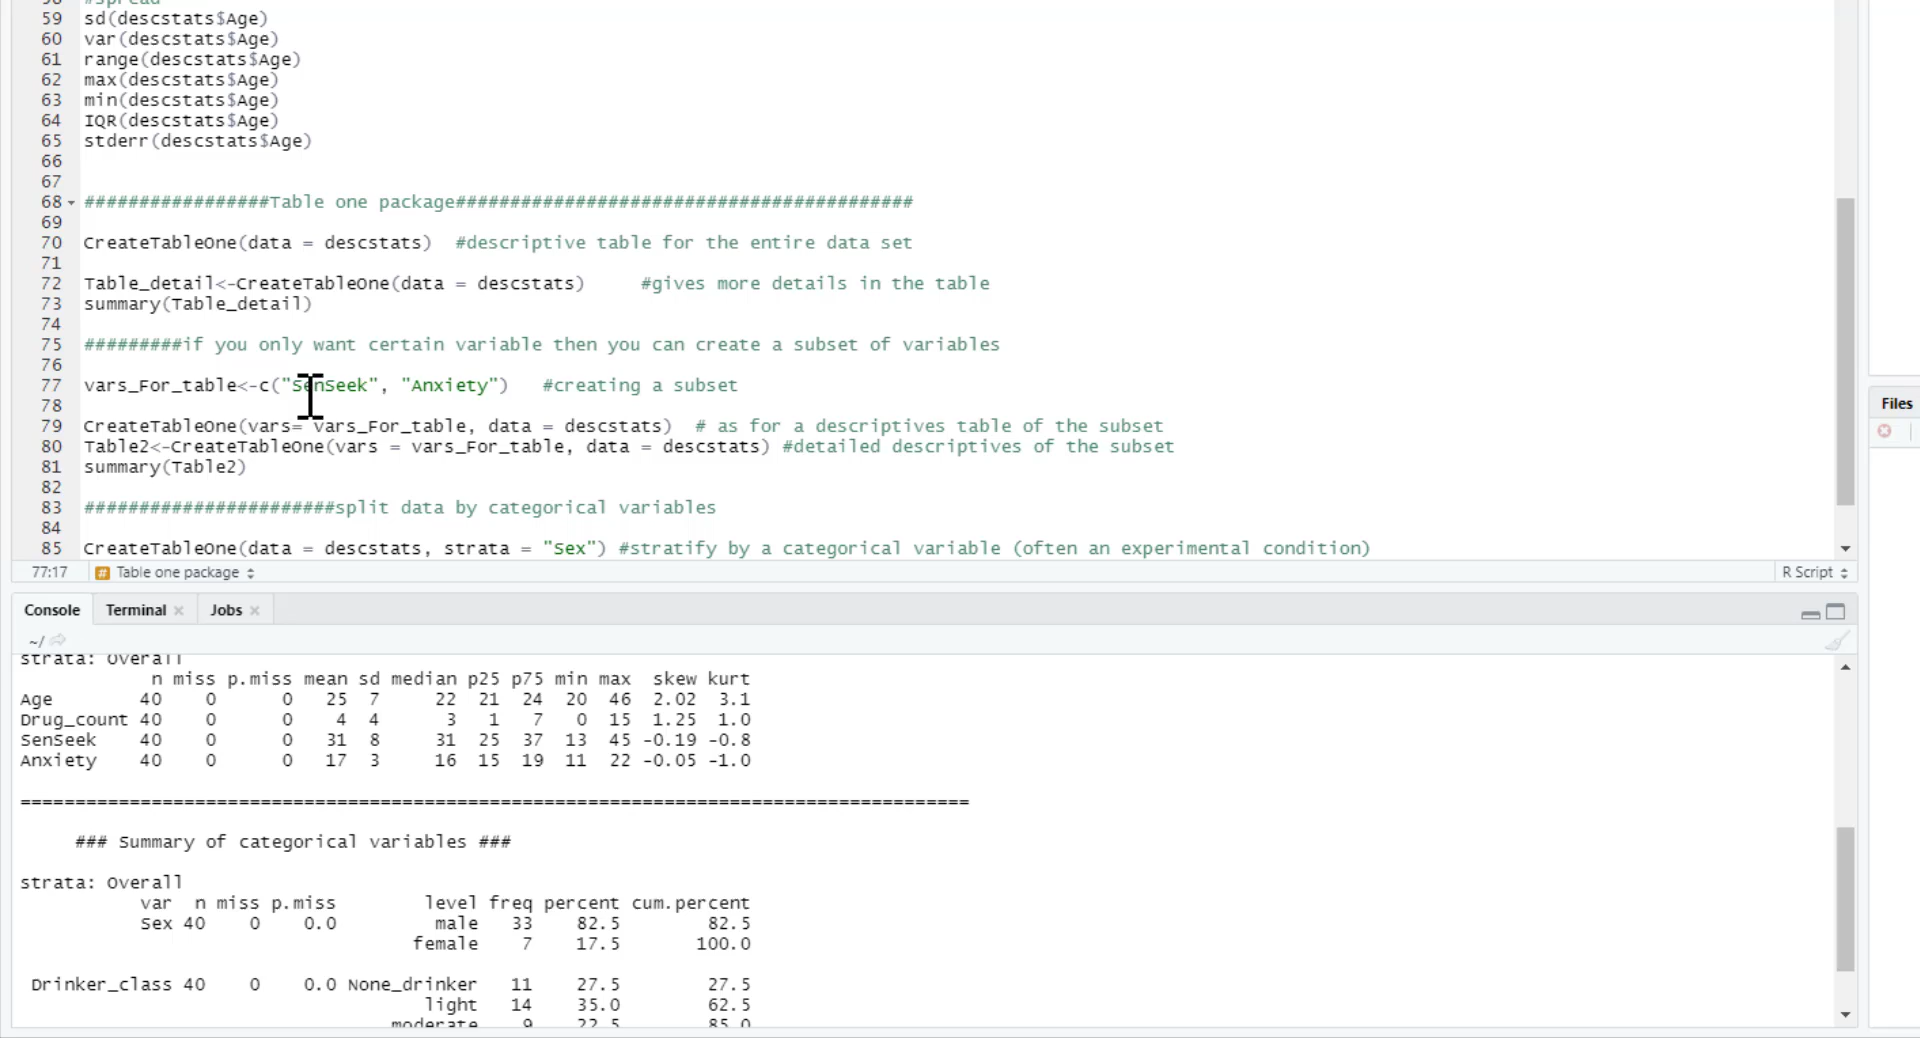 58 #spread
59 sd(descstats$Age)
60 var(descstats$Age)
61 range(descstats$Age)
62 max(descstats$Age)
63 min(descstats$Age)
64 IQR(descstats$Age)
65 stderr(descstats$Age)
66
67
68 #################Table one package##########################################
69
70 CreateTableOne(data = descstats)  #descriptive table for the entire data set
71
72 Table_detail<-CreateTableOne(data = descstats)     #gives more details in the table
73 summary(Table_detail)
74
75 #########if you only want certain variable then you can create a subset of variables
76
77 vars_For_table<-c("SenSeek", "Anxiety")   #creating a subset
78
79 CreateTableOne(vars= vars_For_table, data = descstats)  # as for a descriptives table of the subset
80 Table2<-CreateTableOne(vars = vars_For_table, data = descstats) #detailed descriptives of the subset
81 summary(Table2)
82
83 #######################split data by categorical variables
84
85 CreateTableOne(data = descstats, strata = "Sex") #stratify by a categorical variable (often an experimental condition)
77:17 # Table one package R Script
Files
Console Terminal Jobs
~/
strata: Overall
n miss p.miss mean sd median p25 p75 min max skew kurt
Age 40 0 0 25 7 22 21 24 20 46 2.02 3.1
Drug_count 40 0 0 4 4 3 1 7 0 15 1.25 1.0
SenSeek 40 0 0 31 8 31 25 37 13 45 -0.19 -0.8
Anxiety 40 0 0 17 3 16 15 19 11 22 -0.05 -1.0
=======================================================================================
### Summary of categorical variables ###
strata: Overall
var n miss p.miss level freq percent cum.percent
Sex 40 0 0.0 male 33 82.5 82.5
female 7 17.5 100.0
Drinker_class 40 0 0.0 None_drinker 11 27.5 27.5
light 14 35.0 62.5
moderate 9 22.5 85.0